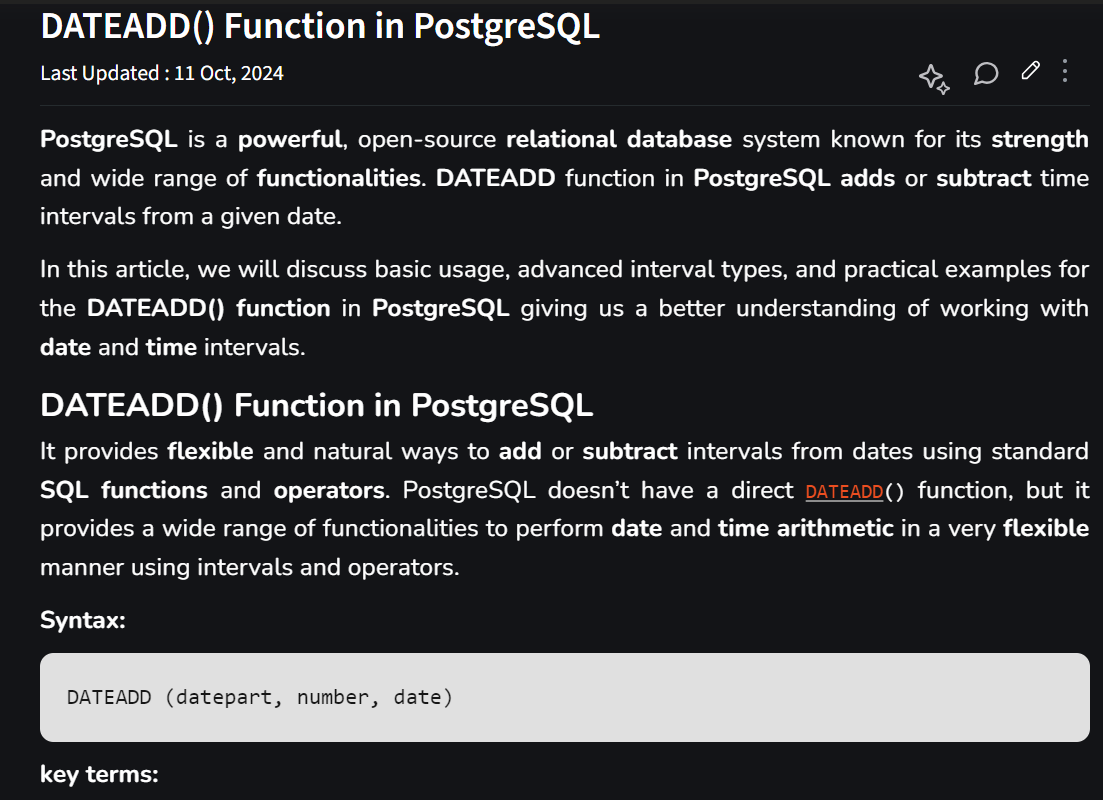 DATEADD() Function in PostgreSQL
Last Updated : 11 Oct, 2024
PostgreSQL is a powerful, open-source relational database system known for its strength
and wide range of functionalities. DATEADD function in PostgreSQL adds or subtract time
intervals from a given date.
In this article, we will discuss basic usage, advanced interval types, and practical examples for
the DATEADD() function in PostgreSQL giving us a better understanding of working with
date and time intervals.
DATEADD() Function in PostgreSQL
It provides flexible and natural ways to add or subtract intervals from dates using standard
SQL functions and operators. PostgreSQL doesn’t have a direct DATEADD() function, but it
provides a wide range of functionalities to perform date and time arithmetic in a very flexible
manner using intervals and operators.
Syntax:
DATEADD (datepart, number, date)
key terms: